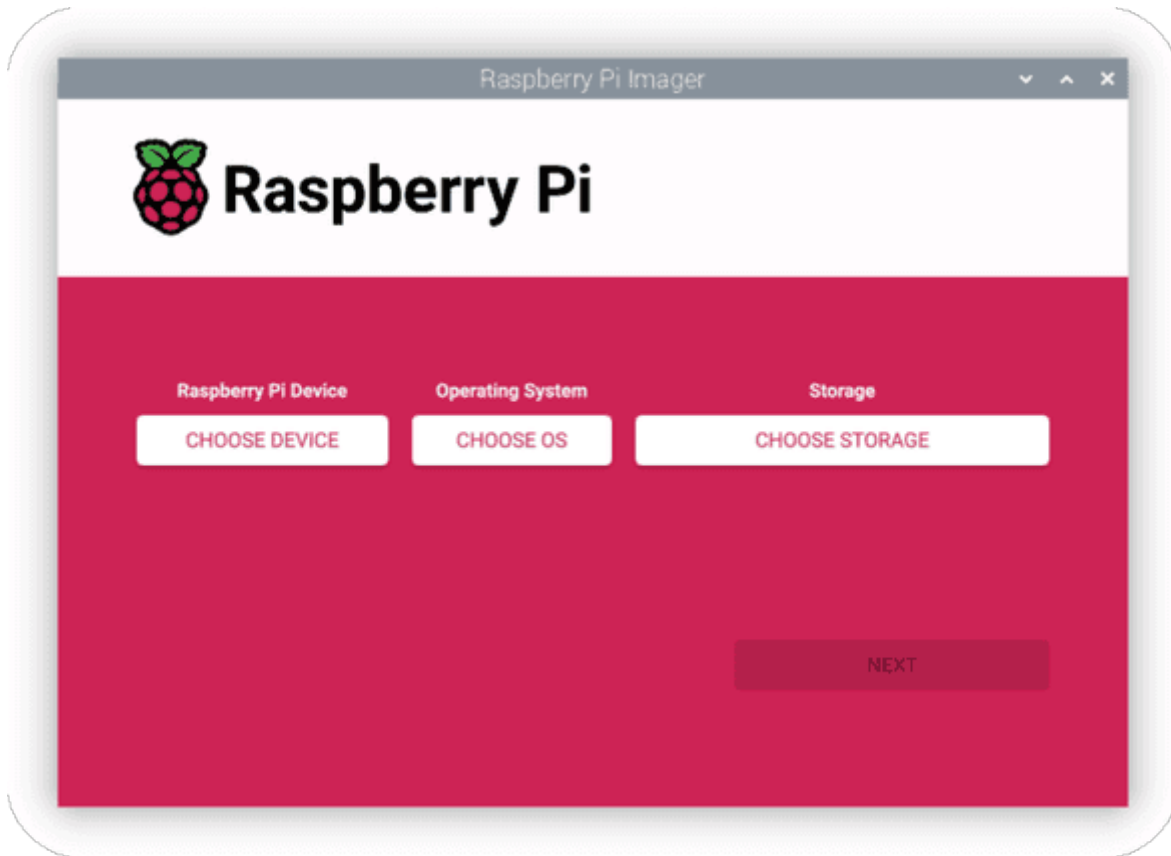 Raspberry Pi Imager
Raspberry Pi
Raspberry Pi Device
Operating System
Storage
CHOOSE DEVICE
CHOOSE OS
CHOOSE STORAGE
NEXT